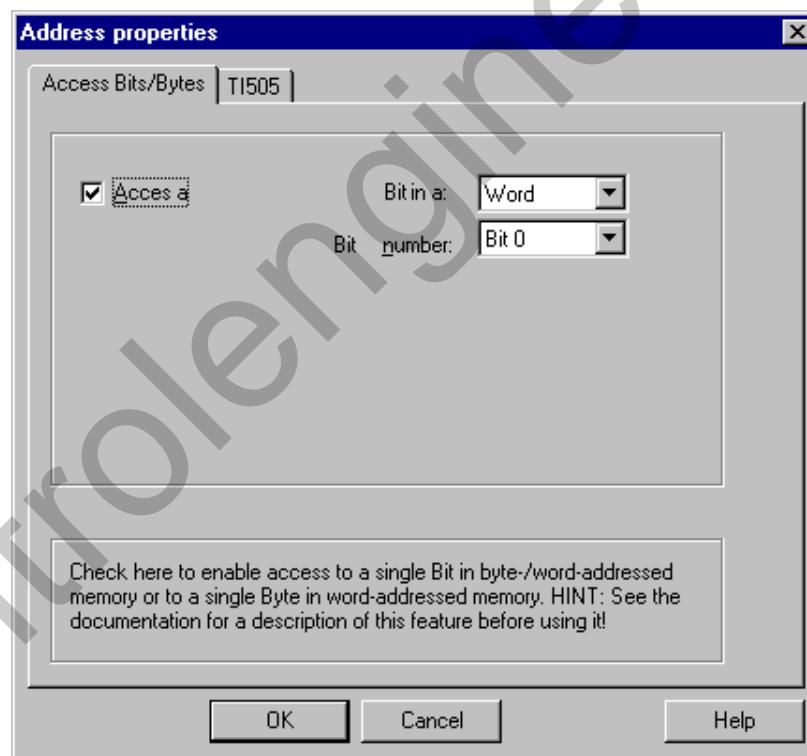 Address properties
Access Bits/Bytes TI505
Acces a Bit in a: Word
Bit number: Bit 0
Check here to enable access to a single Bit in byte-/word-addressed
memory or to a single Byte in word-addressed memory. HINT: See the
documentation for a description of this feature before using it!
OK Cancel Help
trolengine